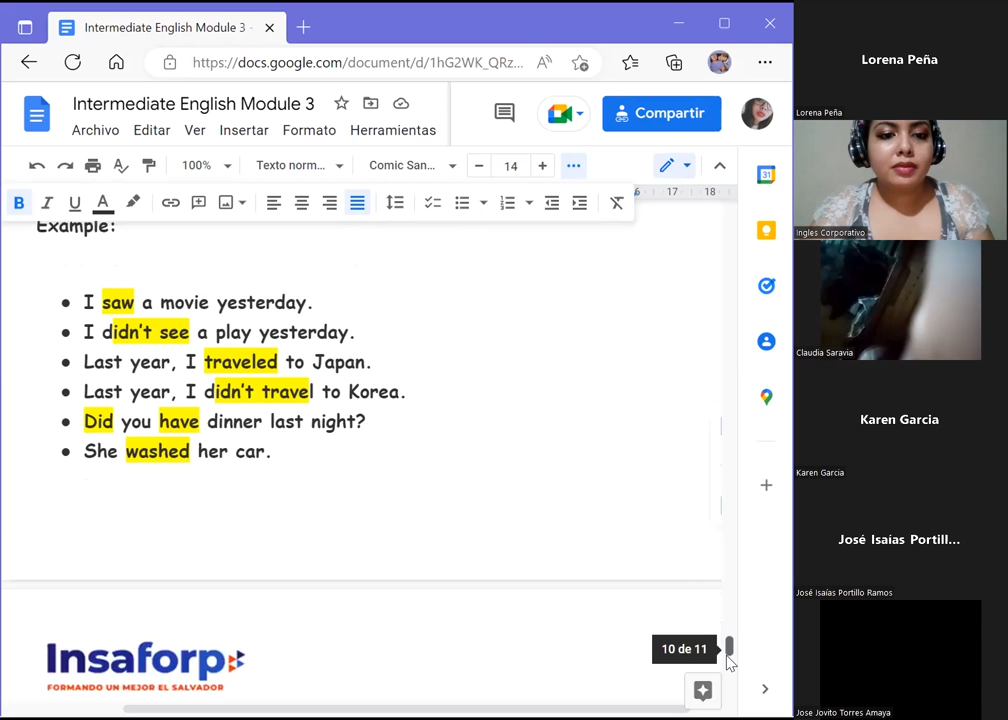 Intermediate English Module 3 -
https://docs.google.com/document/d/1hG2WK_QRz...
Intermediate English Module 3
Archivo Editar Ver Insertar Formato Herramientas
Compartir
100% Texto norm... Comic San... 14
B I U A
6 17 18
31
Example:
• I saw a movie yesterday.
• I didn't see a play yesterday.
• Last year, I traveled to Japan.
• Last year, I didn't travel to Korea.
• Did you have dinner last night?
• She washed her car.
10 de 11
Insaforp
FORMANDO UN MEJOR EL SALVADOR
Lorena Peña
Lorena Peña
Ingles Corporativo
Claudia Saravia
Karen Garcia
Karen Garcia
José Isaías Portill...
José Isaías Portillo Ramos
Jose Jovito Torres Amaya